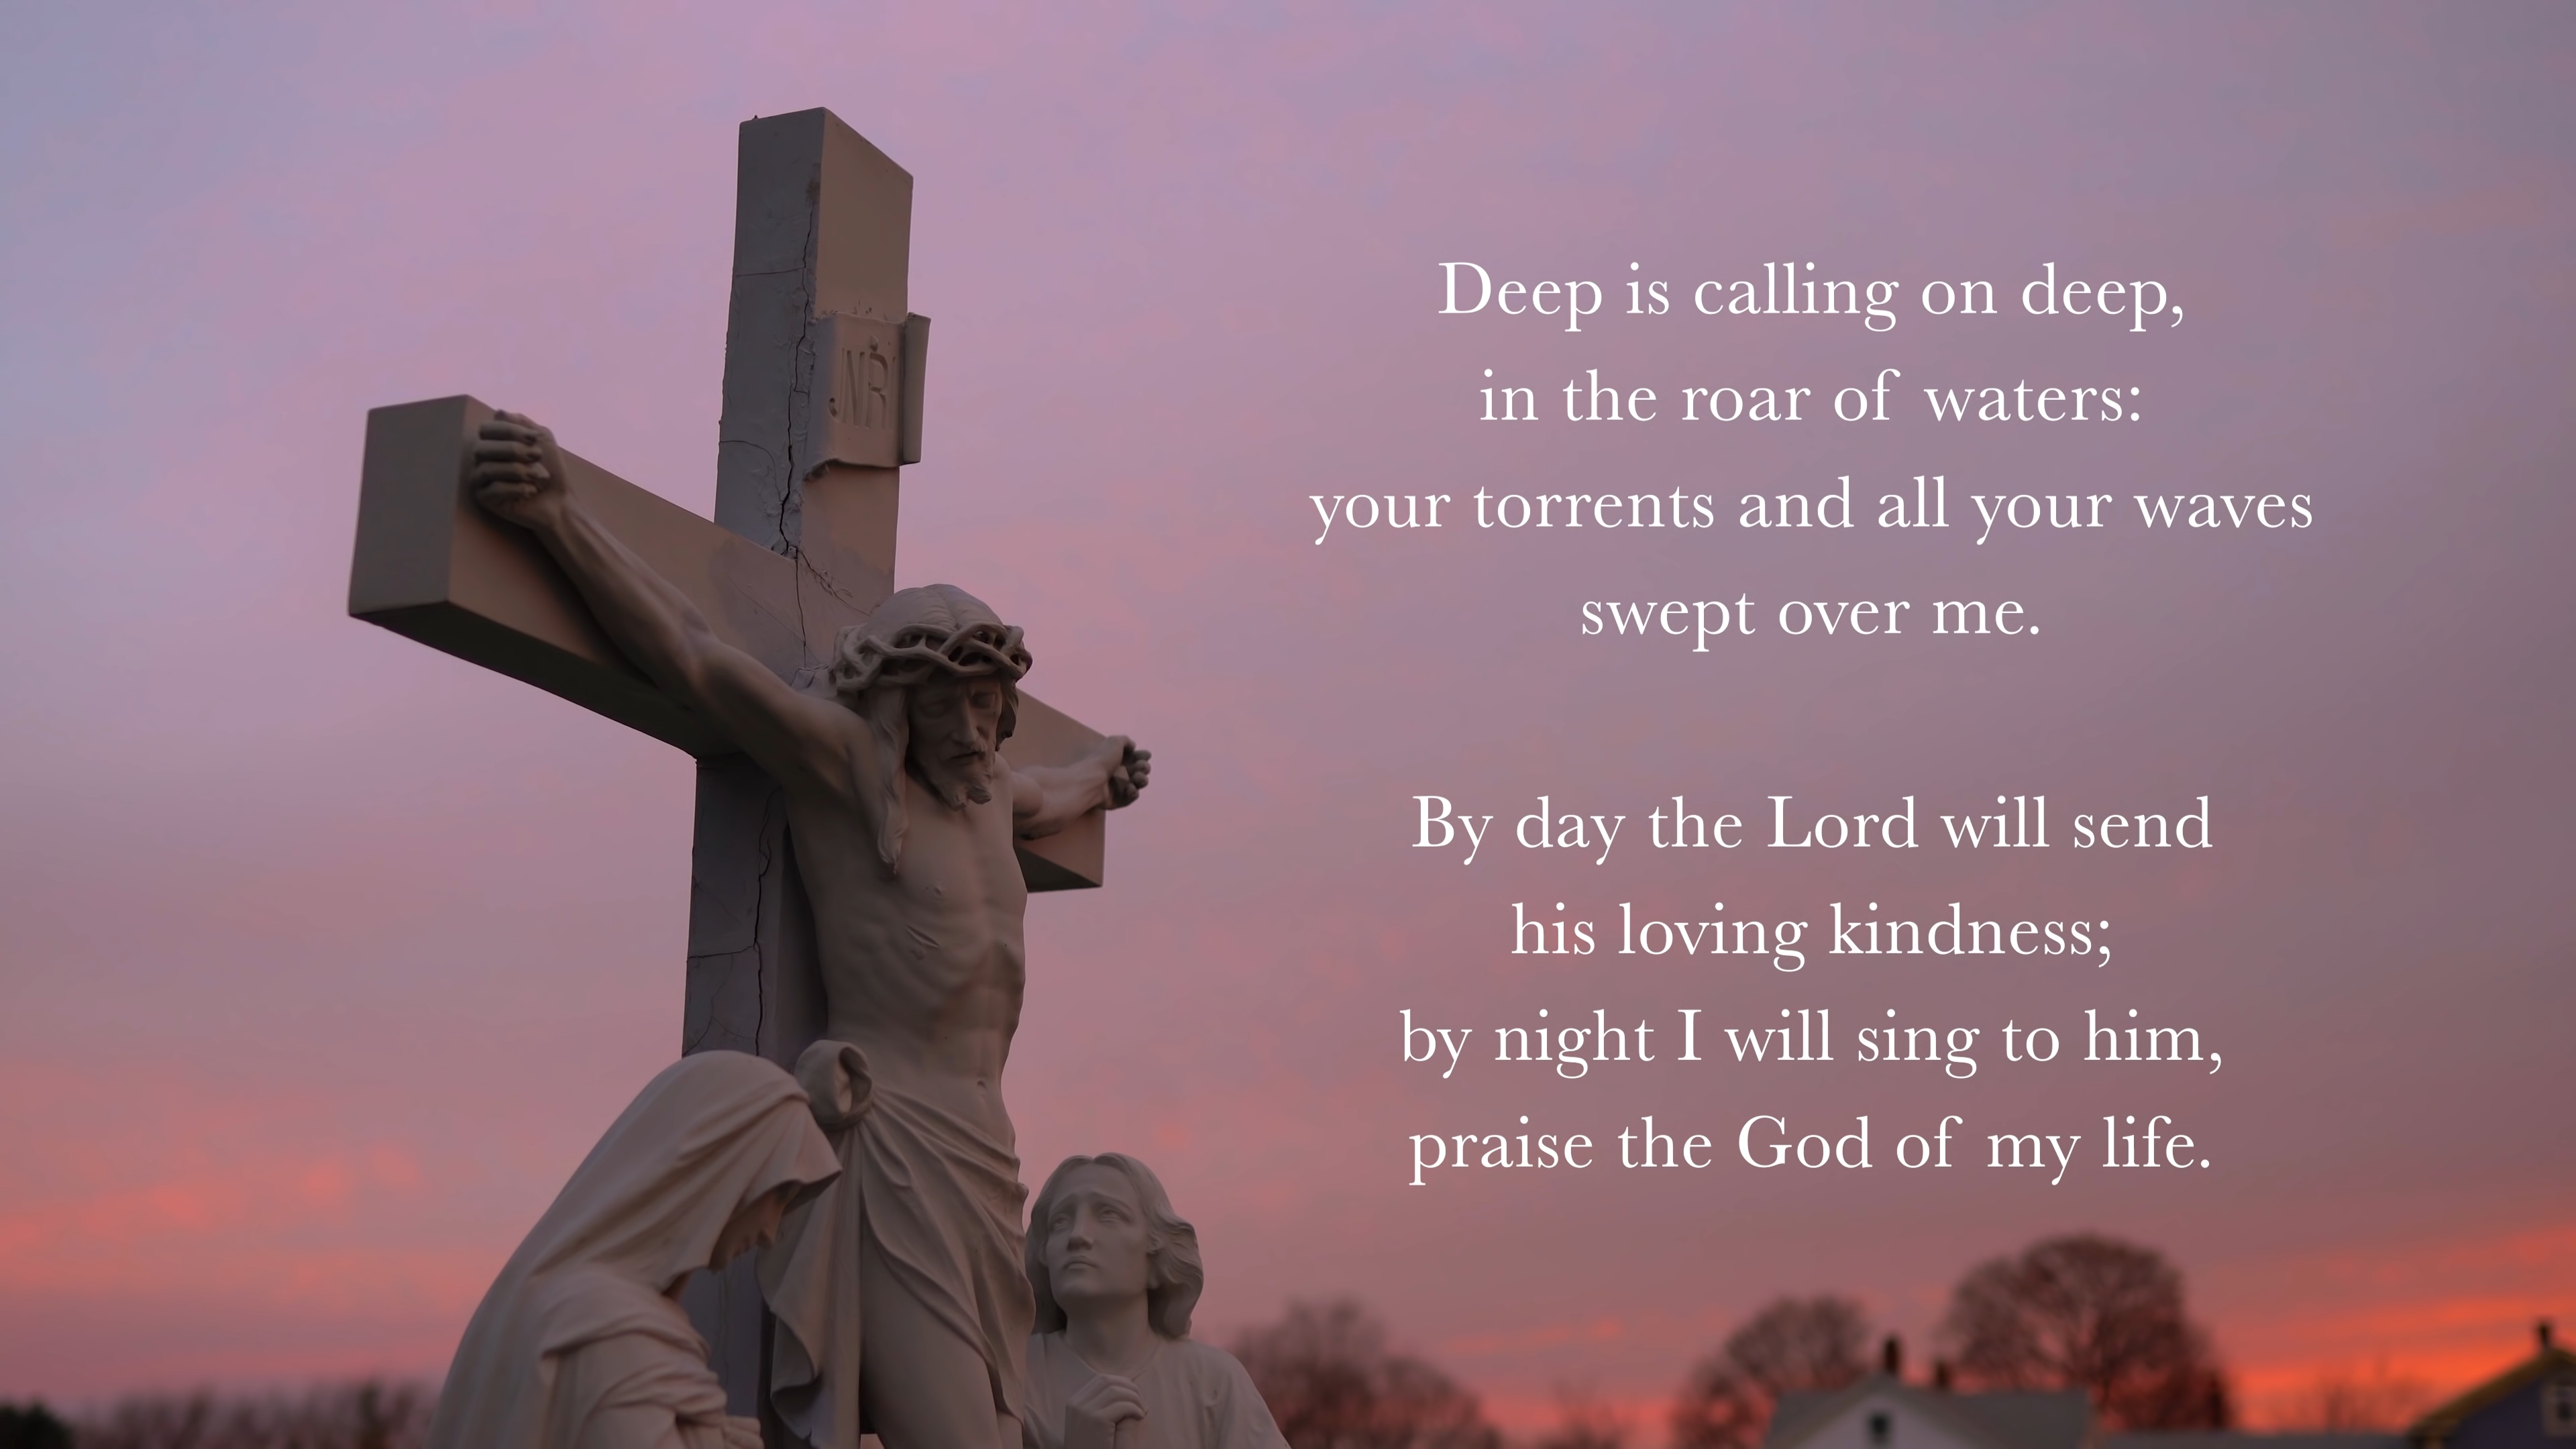 INRI
Deep is calling on deep,
in the roar of waters:
your torrents and all your waves
swept over me.
By day the Lord will send
his loving kindness;
by night I will sing to him,
praise the God of my life.